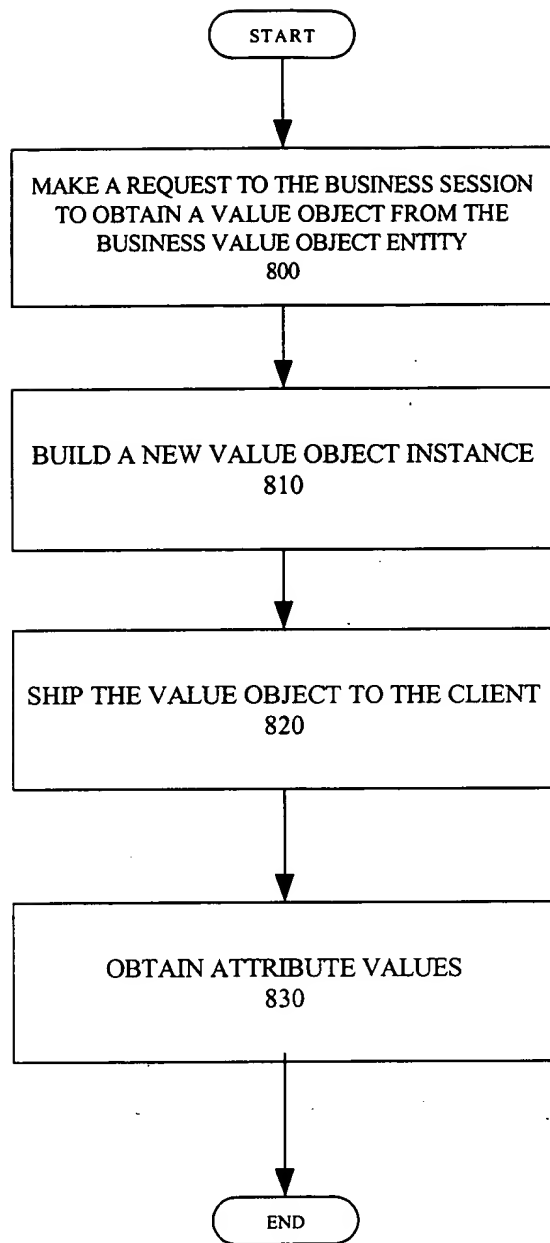 START
MAKE A REQUEST TO THE BUSINESS SESSION
TO OBTAIN A VALUE OBJECT FROM THE
BUSINESS VALUE OBJECT ENTITY
800
BUILD A NEW VALUE OBJECT INSTANCE
810
SHIP THE VALUE OBJECT TO THE CLIENT
820
OBTAIN ATTRIBUTE VALUES
830
END